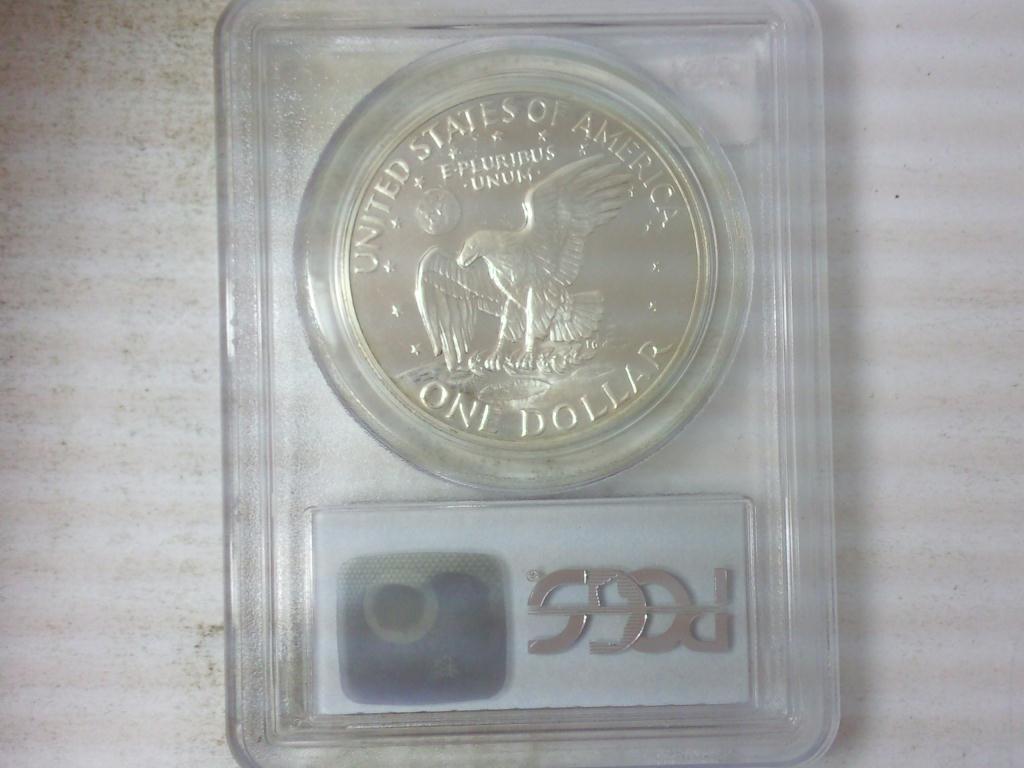 UNITED STATES OF AMERICA
E·PLURIBUS
·UNUM·
ONE DOLLAR
PCGS®